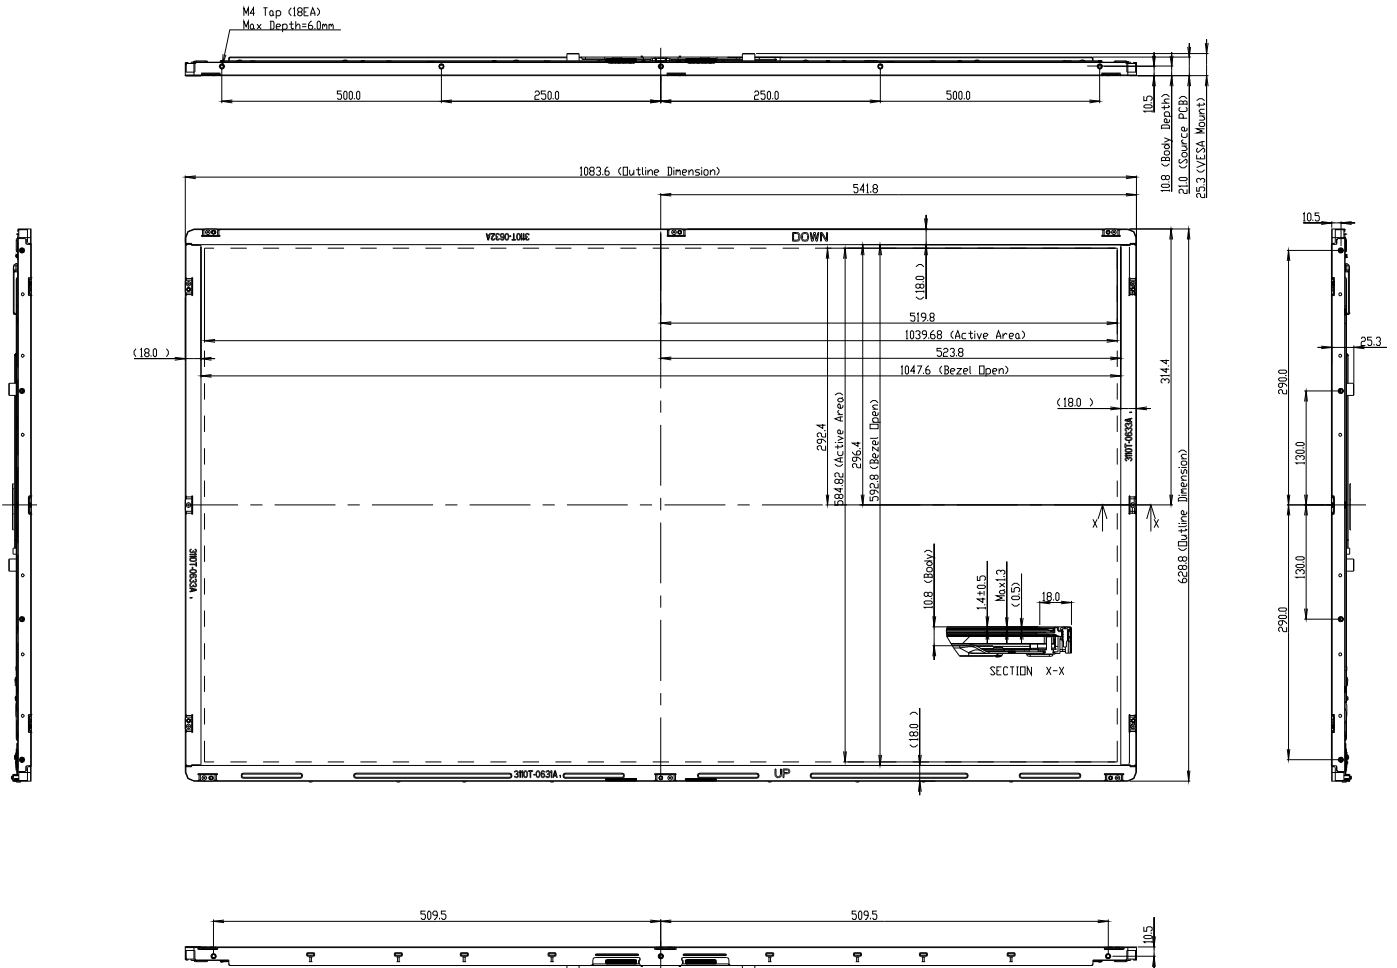 M4 Tap (18EA)
Max Depth=6.0mm
500.0
250.0
250.0
500.0
10.5
10.8 (Body Depth)
21.0 (Source PCB)
25.3 (VESA Mount)
1083.6 (Outline Dimension)
541.8
3110T-0632A
DOWN
10.5
(18.0 )
519.8
1039.68 (Active Area)
523.8
1047.6 (Bezel Open)
(18.0 )
(18.0 )
292.4
584.82 (Active Area)
296.4
592.8 (Bezel Open)
314.4
628.8 (Outline Dimension)
3110T-0633A
25.3
290.0
130.0
130.0
290.0
X
X
3110T-0633A
10.8 (Body)
1.4±0.5
Max1.3
(0.5)
18.0
SECTION X-X
(18.0 )
3110T-0631A
UP
509.5
509.5
10.5